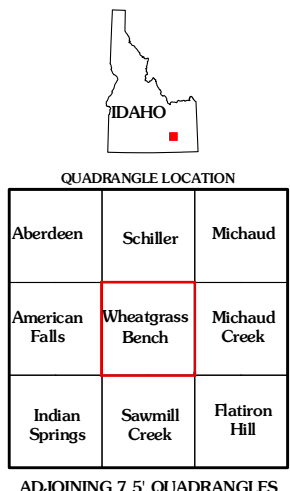 IDAHO
QUADRANGLE LOCATION
Aberdeen
Schiller
Michaud
American
Falls
Wheatgrass
Bench
Michaud
Creek
Indian
Springs
Sawmill
Creek
Flatiron
Hill
ADJOINING 7.5' QUADRANGLES